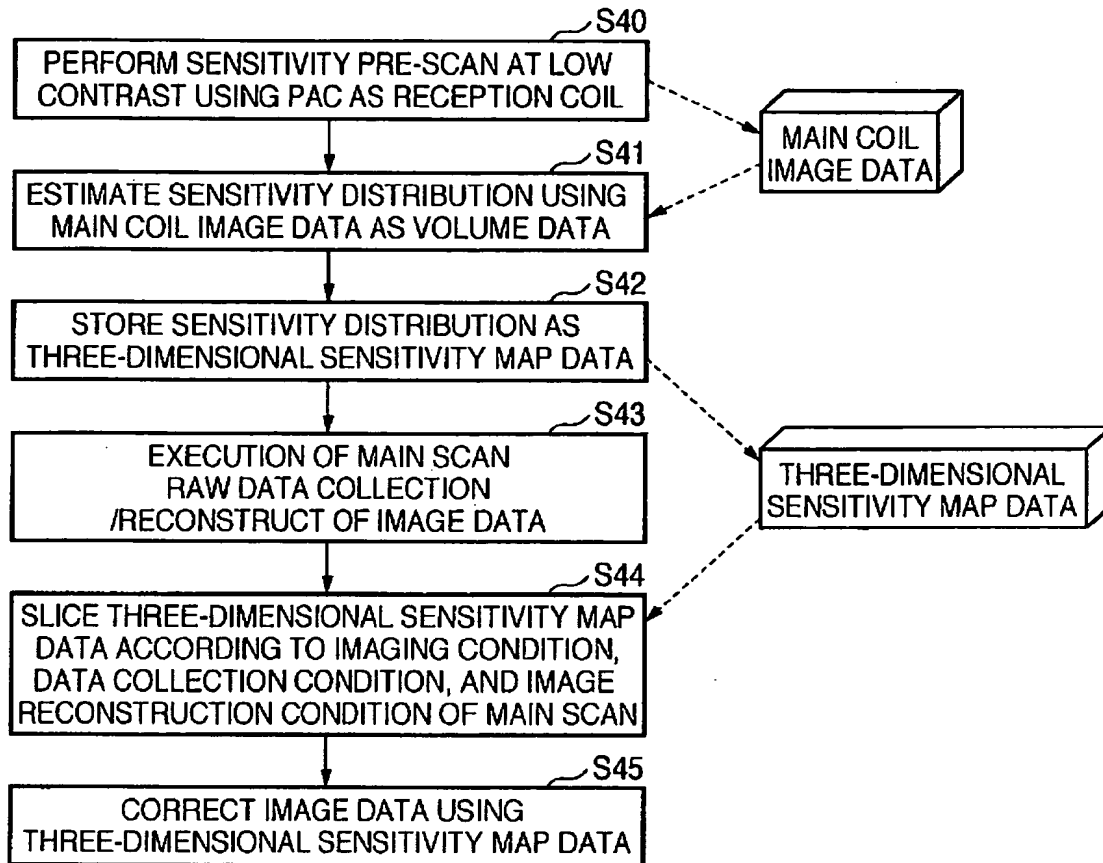 S40
PERFORM SENSITIVITY PRE-SCAN AT LOW
CONTRAST USING PAC AS RECEPTION COIL
MAIN COIL
IMAGE DATA
S41
ESTIMATE SENSITIVITY DISTRIBUTION USING
MAIN COIL IMAGE DATA AS VOLUME DATA
S42
STORE SENSITIVITY DISTRIBUTION AS
THREE-DIMENSIONAL SENSITIVITY MAP DATA
S43
EXECUTION OF MAIN SCAN
RAW DATA COLLECTION
/RECONSTRUCT OF IMAGE DATA
THREE-DIMENSIONAL
SENSITIVITY MAP DATA
S44
SLICE THREE-DIMENSIONAL SENSITIVITY MAP
DATA ACCORDING TO IMAGING CONDITION,
DATA COLLECTION CONDITION, AND IMAGE
RECONSTRUCTION CONDITION OF MAIN SCAN
S45
CORRECT IMAGE DATA USING
THREE-DIMENSIONAL SENSITIVITY MAP DATA